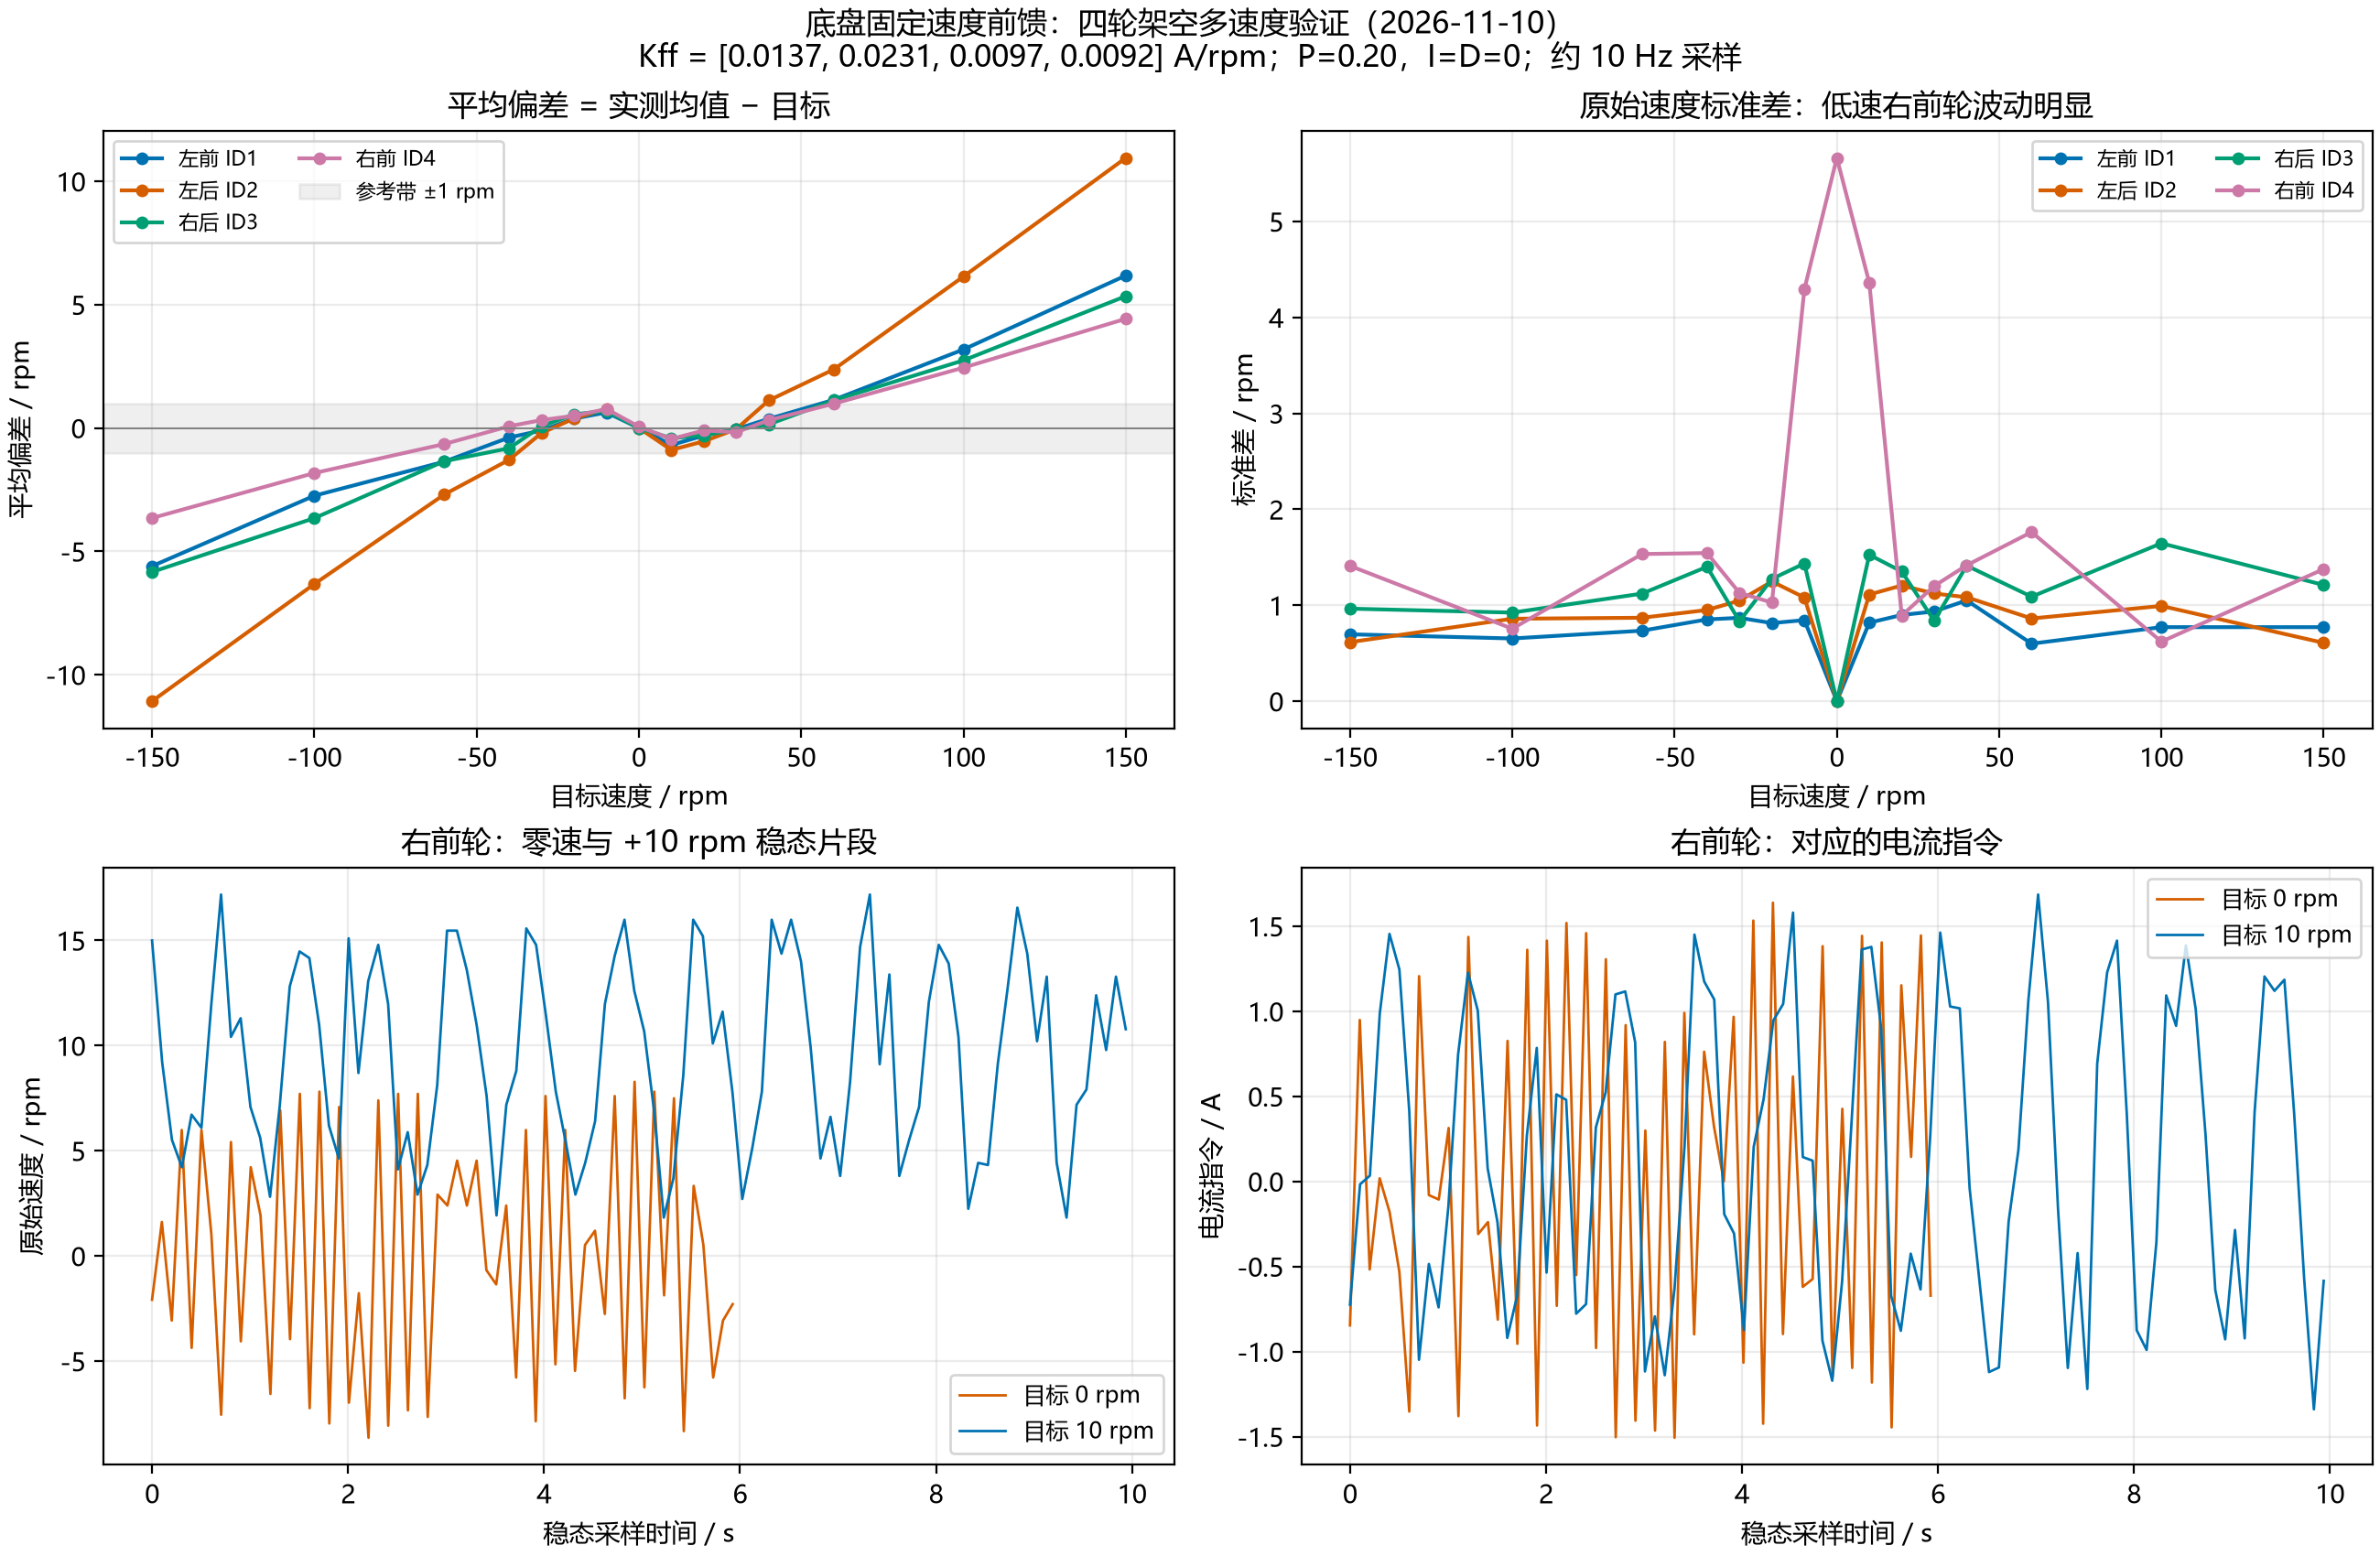 底盘固定速度前馈：四轮架空多速度验证（2026-11-10）
Kff = [0.0137, 0.0231, 0.0097, 0.0092] A/rpm；P=0.20，I=D=0；约 10 Hz 采样
平均偏差 = 实测均值 − 目标
左前 ID1
左后 ID2
右后 ID3
右前 ID4
参考带 ±1 rpm
平均偏差 / rpm
10
5
0
-5
-10
-150
-100
-50
0
50
100
150
目标速度 / rpm
原始速度标准差：低速右前轮波动明显
左前 ID1
左后 ID2
右后 ID3
右前 ID4
标准差 / rpm
5
4
3
2
1
0
-150
-100
-50
0
50
100
150
目标速度 / rpm
右前轮：零速与 +10 rpm 稳态片段
原始速度 / rpm
15
10
5
0
-5
目标 0 rpm
目标 10 rpm
0
2
4
6
8
10
稳态采样时间 / s
右前轮：对应的电流指令
目标 0 rpm
目标 10 rpm
电流指令 / A
1.5
1.0
0.5
0.0
-0.5
-1.0
-1.5
0
2
4
6
8
10
稳态采样时间 / s